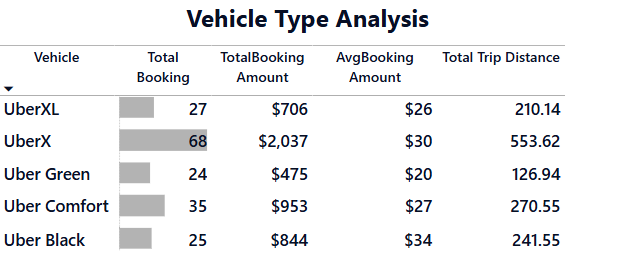 Vehicle Type Analysis
Vehicle Total Booking TotalBooking Amount AvgBooking Amount Total Trip Distance
UberXL 27 $706 $26 210.14
UberX 68 $2,037 $30 553.62
Uber Green 24 $475 $20 126.94
Uber Comfort 35 $953 $27 270.55
Uber Black 25 $844 $34 241.55